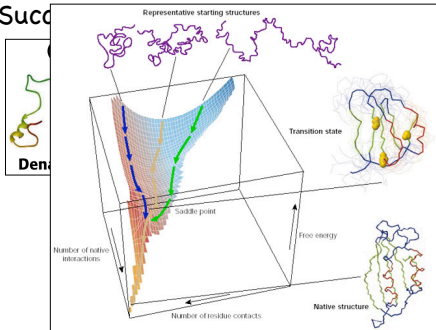 Succ
Representative starting structures
Transition state
Dena
Saddle point
Free energy
Number of native
interactions
Number of residue contacts
Native structure